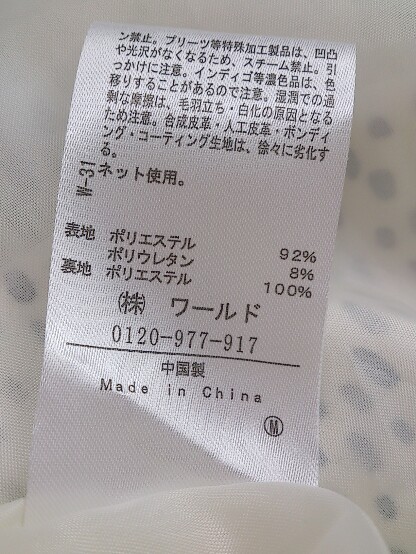 ン禁止。プリーツ等特殊加工製品は、凹凸
や光沢がなくなるため、スチーム禁止。引
っかけに注意。インディゴ等濃色品は、色
移りすることがあるので注意。湿潤での過
剰な摩擦は、毛羽立ち・白化の原因となる
ため注意。合成皮革・人工皮革・ボンディ
ング・コーティング生地は、徐々に劣化す
る。
W-31
ネット使用。
表地 ポリエステル 92%
ポリウレタン 8%
裏地 ポリエステル 100%
㈱ ワールド
0120-977-917
中国製
Made in China
Ⓜ